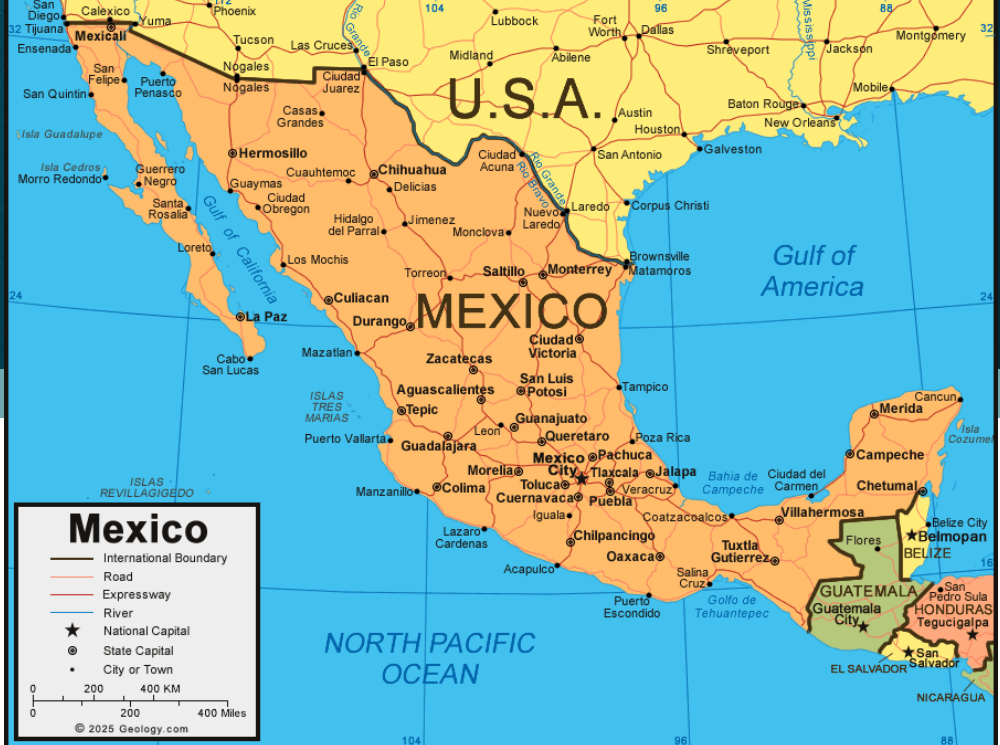 San
Diego
Tijuana
Calexico
Yuma
Phoenix
112
104
96
88
32
32
Mexicali
Ensenada
Tucson
Las Cruces
Rio Grande
El Paso
Lubbock
Fort
Worth
Dallas
Mississippi
Montgomery
Shreveport
Jackson
Midland
Abilene
Nogales
Nogales
Ciudad
Juarez
San
Felipe
Puerto
Penasco
San Quintin
U.S.A.
Mobile
Baton Rouge
New Orleans
Casas
Grandes
Austin
Houston
Isla Guadalupe
Hermosillo
San Antonio
Galveston
Ciudad
Acuna
Rio Grande
Rio Bravo
Isla Cedros
Morro Redondo
Guerrero
Negro
Cuauhtemoc
Chihuahua
Delicias
Guaymas
Ciudad
Obregon
Santa
Rosalia
Gulf of California
Hidalgo
del Parral
Jimenez
Monclova
Nuevo
Laredo
Laredo
Corpus Christi
Loreto
Los Mochis
Brownsville
Matamoros
Gulf of
America
Torreon
Saltillo
Monterrey
24
24
Culiacan
La Paz
Durango
MEXICO
Ciudad
Victoria
Mazatlan
Cabo
San Lucas
Zacatecas
San Luis
Potosi
Aguascalientes
Tampico
ISLAS
TRES
MARIAS
Tepic
Cancun
Merida
Leon
Guanajuato
Isla
Cozumel
Puerto Vallarta
Guadalajara
Queretaro
Poza Rica
Mexico
City
Pachuca
Campeche
Morelia
Tlaxcala
Jalapa
Bahia de
Campeche
Ciudad del
Carmen
Chetumal
ISLAS
REVILLAGIGEDO
Manzanillo
Colima
Toluca
Cuernavaca
Puebla
Veracruz
Iguala
Coatzacoalcos
Villahermosa
Lazaro
Cardenas
Chilpancingo
Oaxaca
Tuxtla
Gutierrez
Flores
Belize City
Belmopan
BELIZE
Acapulco
Salina
Cruz
16
Puerto
Escondido
Golfo de
Tehuantepec
GUATEMALA
Guatemala
City
San
Pedro Sula
HONDURAS
Tegucigalpa
NORTH PACIFIC
OCEAN
EL SALVADOR
San
Salvador
NICARAGUA
104
96
88
Mexico
International Boundary
Road
Expressway
River
National Capital
State Capital
City or Town
0 200 400 KM
0 200 400 Miles
© 2025 Geology.com